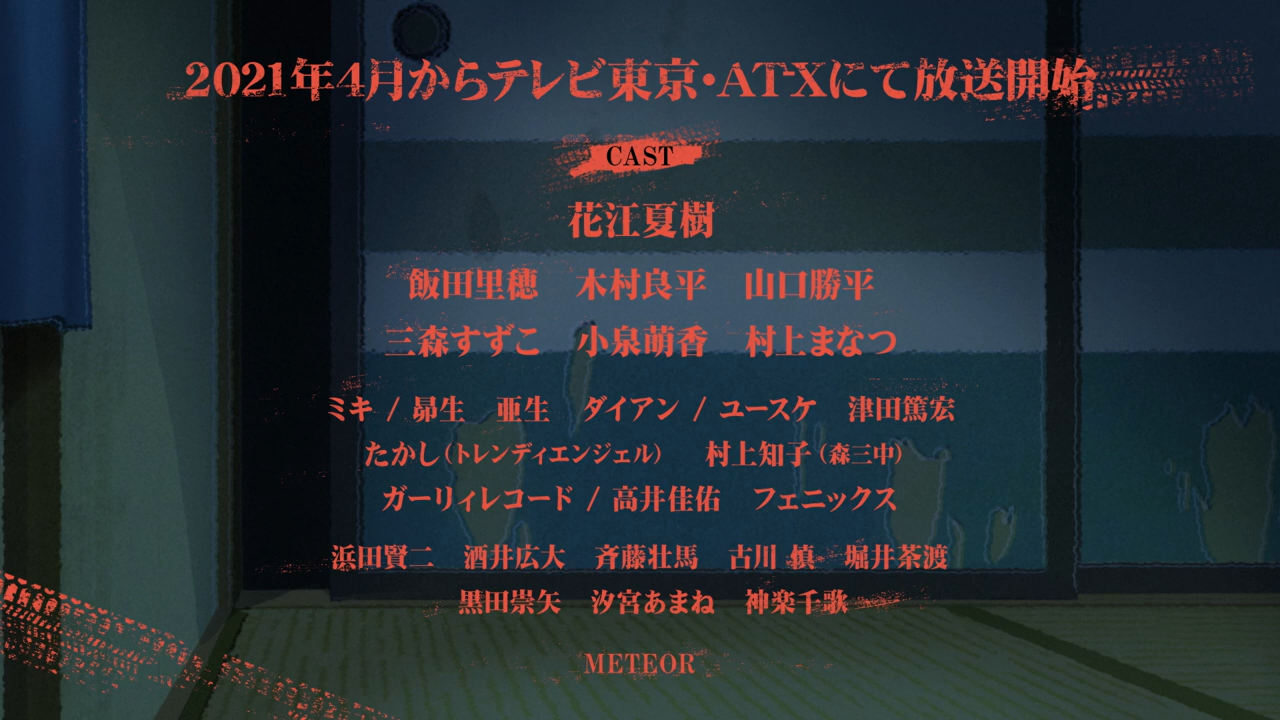 2021年4月からテレビ東京・AT-Xにて放送開始
CAST
花江夏樹
飯田里穂　木村良平　山口勝平
三森すずこ　小泉萌香　村上まなつ
ミキ / 昴生　亜生　ダイアン / ユースケ　津田篤宏
たかし（トレンディエンジェル）　村上知子（森三中）
ガーリィレコード / 高井佳佑　フェニックス
浜田賢二　酒井広大　斉藤壮馬　古川 慎　堀井茶渡
黒田崇矢　汐宮あまね　神楽千歌
METEOR